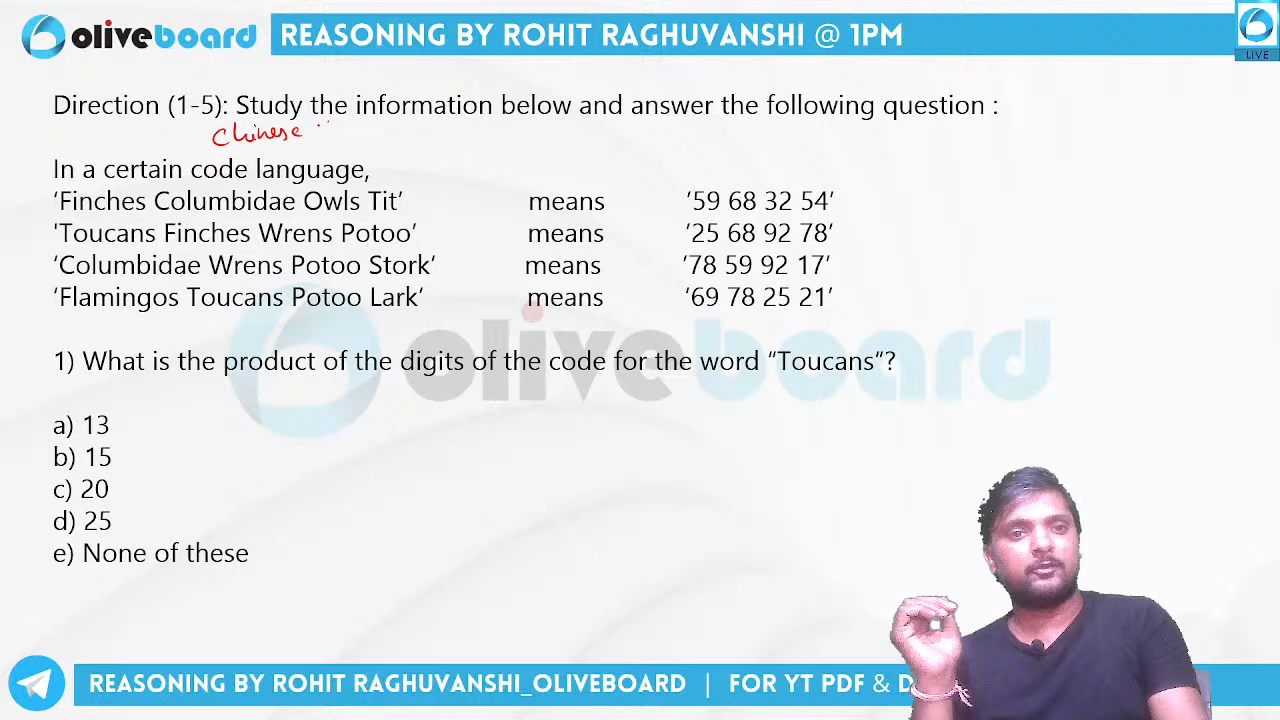 oliveboard
REASONING BY ROHIT RAGHUVANSHI @ 1PM
LIVE
Direction (1-5): Study the information below and answer the following question :
Chinese
In a certain code language,
‘Finches Columbidae Owls Tit’ means ‘59 68 32 54’
'Toucans Finches Wrens Potoo’ means ‘25 68 92 78’
‘Columbidae Wrens Potoo Stork’ means ‘78 59 92 17’
‘Flamingos Toucans Potoo Lark’ means ‘69 78 25 21’
oliveboard
1) What is the product of the digits of the code for the word “Toucans”?
a) 13
b) 15
c) 20
d) 25
e) None of these
REASONING BY ROHIT RAGHUVANSHI_OLIVEBOARD | FOR YT PDF & D